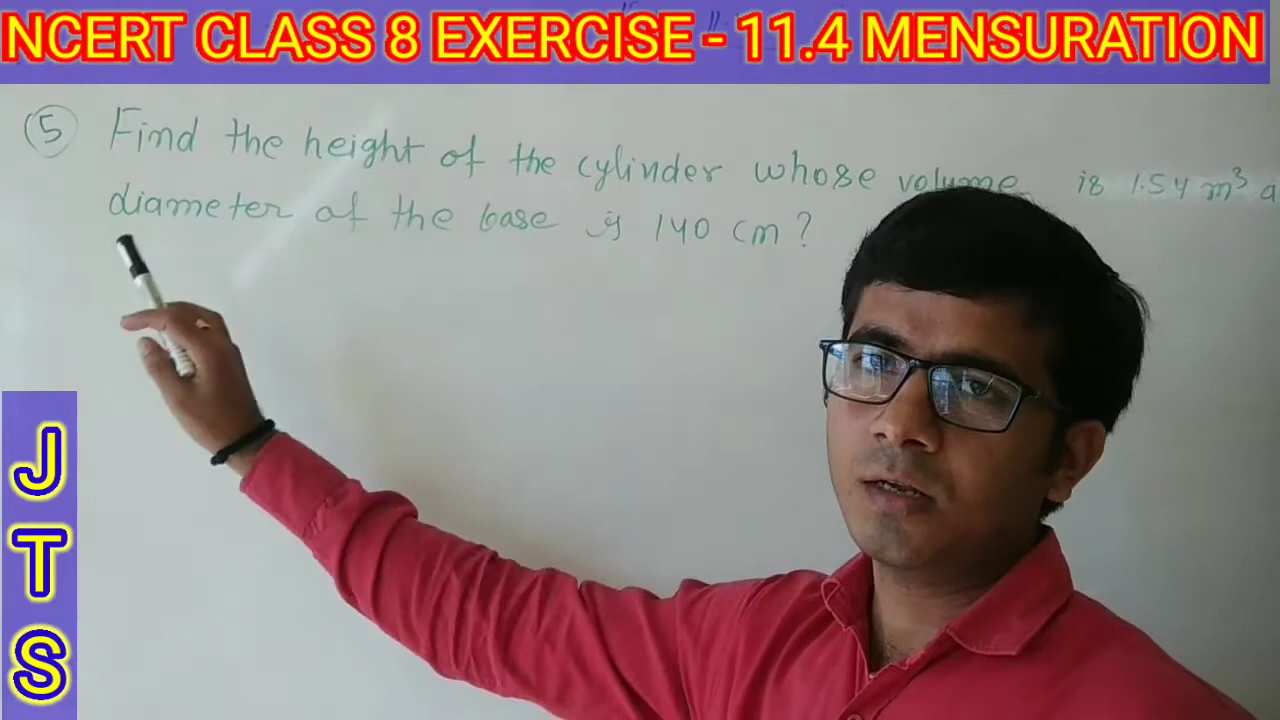 NCERT CLASS 8 EXERCISE - 11.4 MENSURATION
5 Find the height of the cylinder whose volume is 1.54 m³ a
diameter of the base is 140 cm?
J
T
S